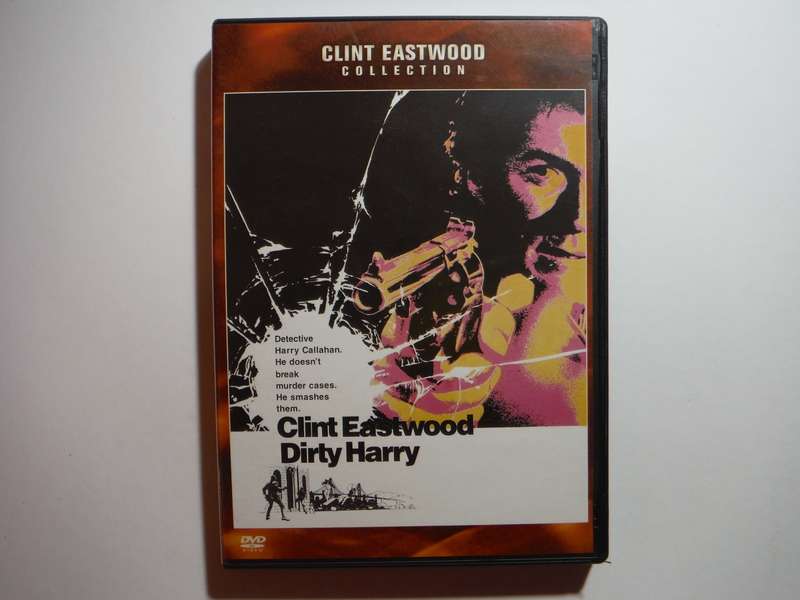 CLINT EASTWOOD
COLLECTION
Detective
Harry Callahan.
He doesn't
break
murder cases.
He smashes
them.
Clint Eastwood
Dirty Harry
DVD
VIDEO